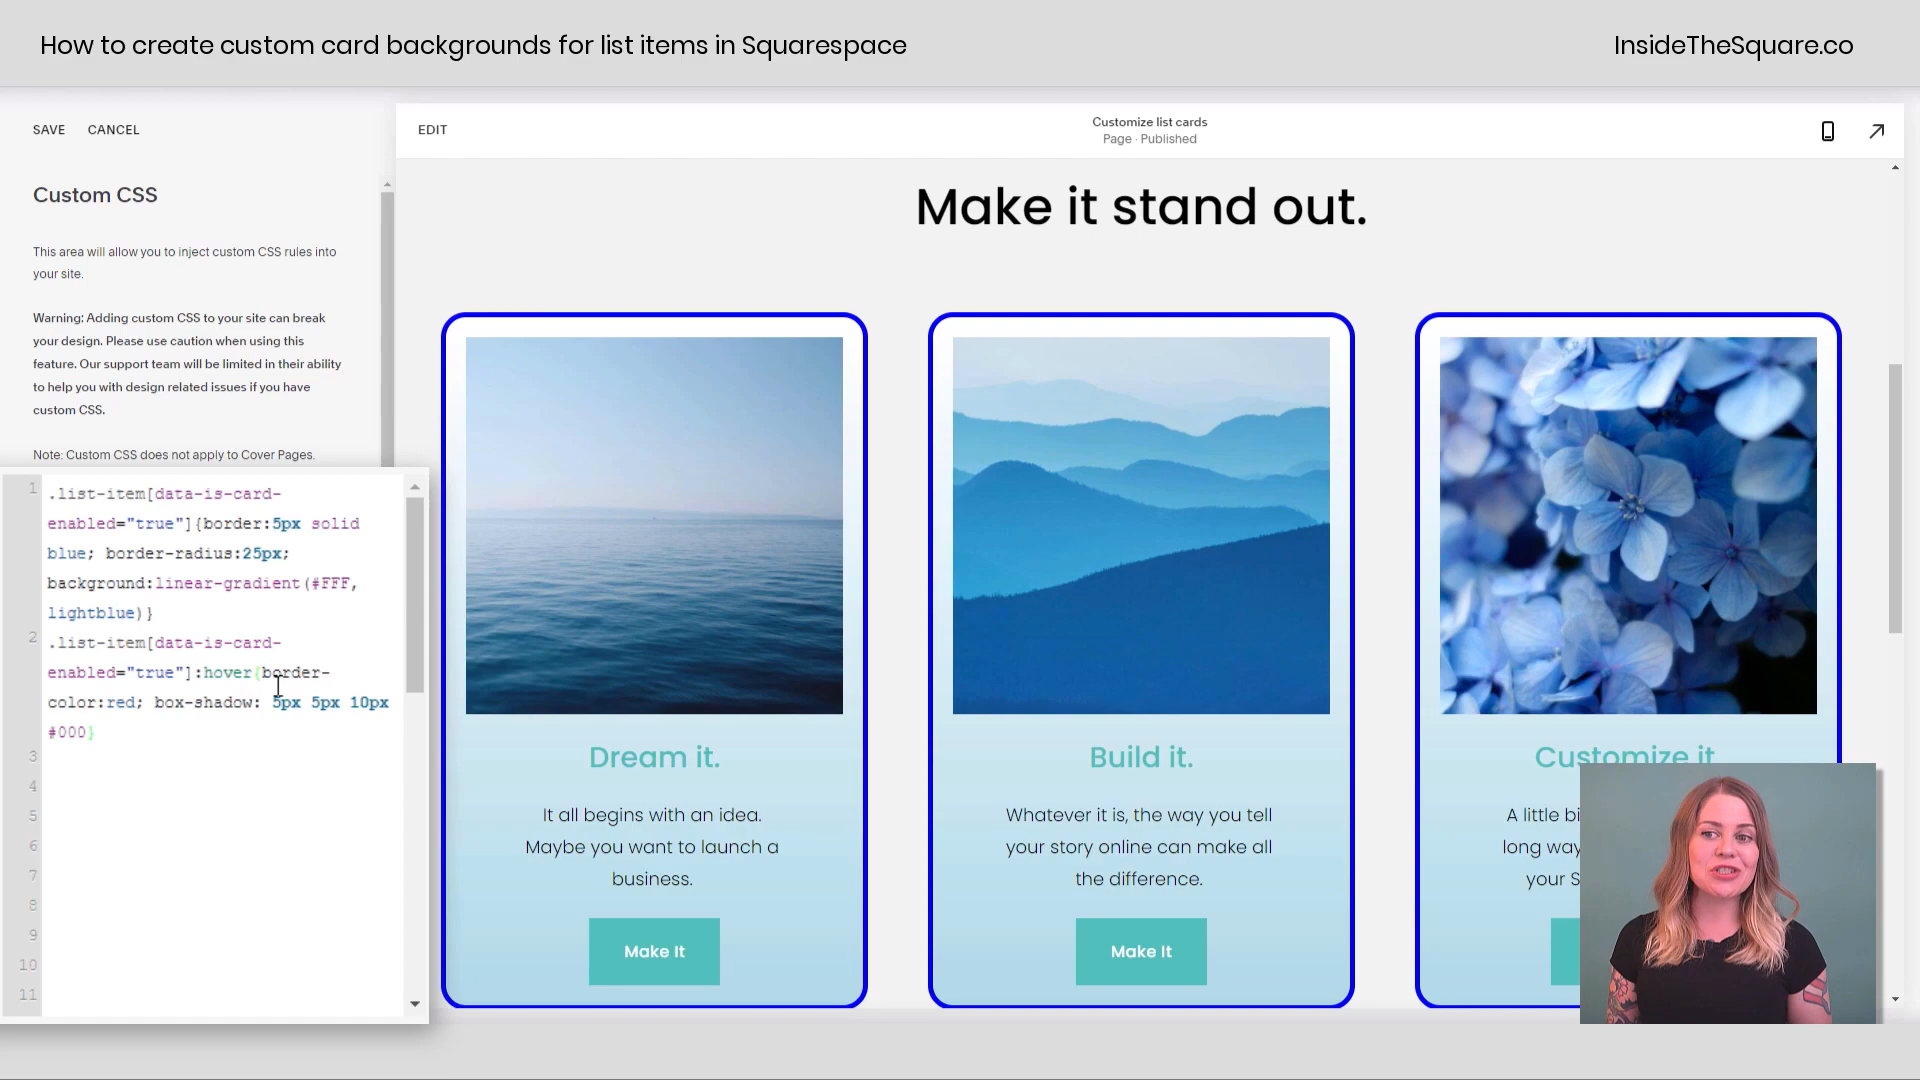 How to create custom card backgrounds for list items in Squarespace
InsideTheSquare.co
SAVE CANCEL
EDIT
Customize list cards
Page · Published
Custom CSS
This area will allow you to inject custom CSS rules into
your site.
Warning: Adding custom CSS to your site can break
your design. Please use caution when using this
feature. Our support team will be limited in their ability
to help you with design related issues if you have
custom CSS.
Note: Custom CSS does not apply to Cover Pages.
1 .list-item[data-is-card-
enabled="true"]{border:5px solid
blue; border-radius:25px;
background:linear-gradient(#FFF,
lightblue)}
2 .list-item[data-is-card-
enabled="true"]:hover{border-
color:red; box-shadow: 5px 5px 10px
#000}
3
4
5
6
7
8
9
10
11
Make it stand out.
Dream it.
It all begins with an idea.
Maybe you want to launch a
business.
Make It
Build it.
Whatever it is, the way you tell
your story online can make all
the difference.
Make It
Customize it
A little bi
long way
your S